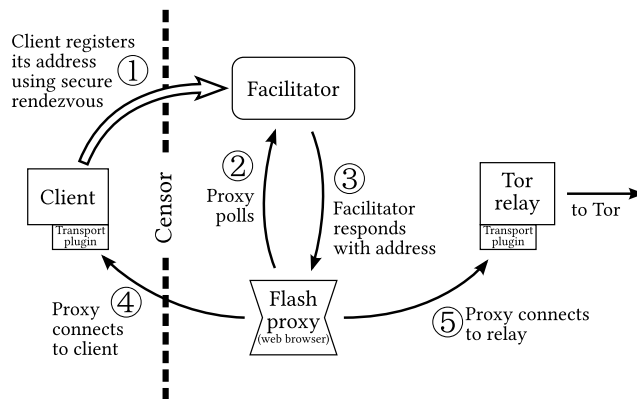 Client registers
its address
using secure
rendezvous
1
Facilitator
Client
Transport
plugin
Censor
2
Proxy
polls
3
Facilitator
responds
with address
Tor
relay
Transport
plugin
to Tor
4
Proxy
connects
to client
Flash
proxy
(web browser)
5
Proxy connects
to relay